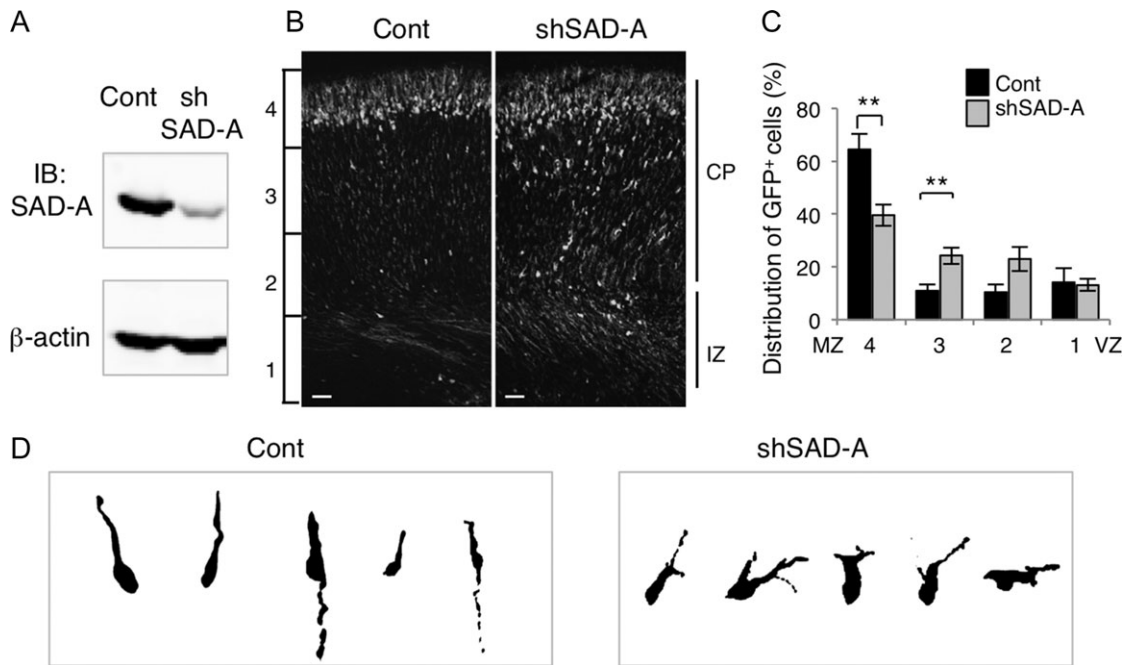 A
Cont
sh
SAD-A
IB:
SAD-A
β-actin
B
Cont
shSAD-A
4
3
2
1
CP
IZ
C
Distribution of GFP+ cells (%)
Cont
shSAD-A
80
60
40
20
0
**
**
MZ 4 3 2 1 VZ
D
Cont
shSAD-A